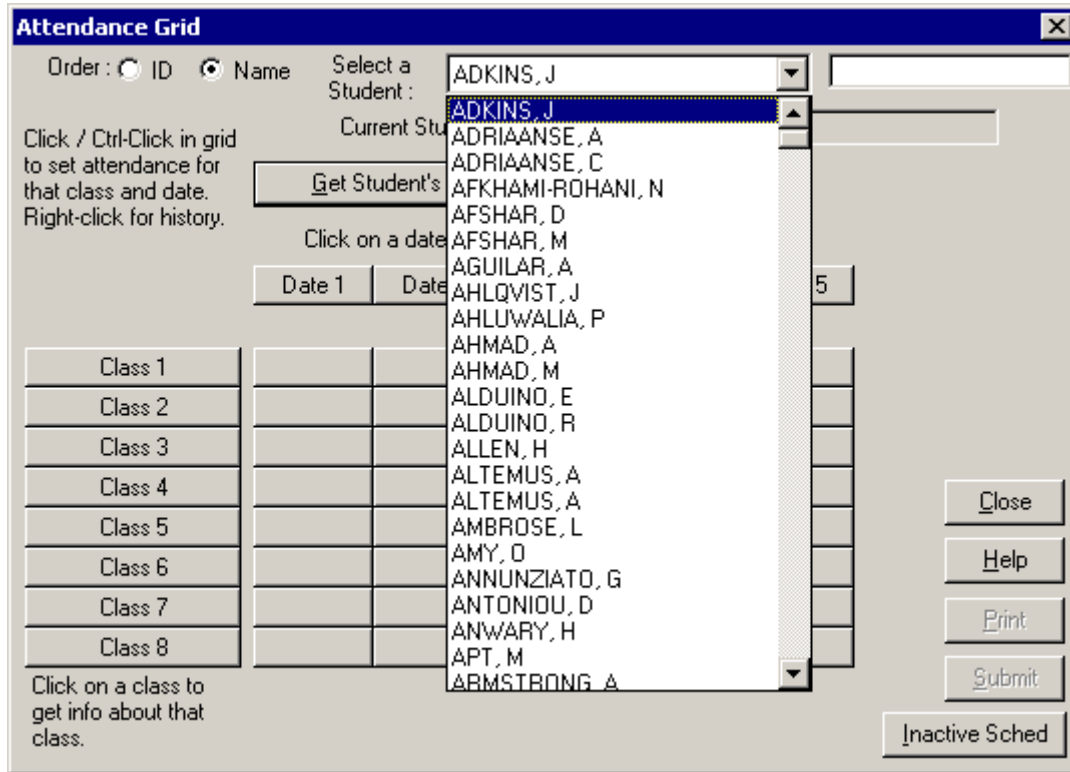 Attendance Grid
Order : ID Name
Select a
Student :
ADKINS, J
Click / Ctrl-Click in grid
to set attendance for
that class and date.
Right-click for history.
Current Stu
Get Student's
Click on a date
Date 1 Date 5
ADKINS, J
ADRIAANSE, A
ADRIAANSE, C
AFKHAMI-ROHANI, N
AFSHAR, D
AFSHAR, M
AGUILAR, A
AHLQVIST, J
AHLUWALIA, P
AHMAD, A
AHMAD, M
ALDUINO, E
ALDUINO, R
ALLEN, H
ALTEMUS, A
ALTEMUS, A
AMBROSE, L
AMY, O
ANNUNZIATO, G
ANTONIOU, D
ANWARY, H
APT, M
ARMSTRONG, A
Class 1
Class 2
Class 3
Class 4
Class 5
Class 6
Class 7
Class 8
Click on a class to
get info about that
class.
Close
Help
Print
Submit
Inactive Sched